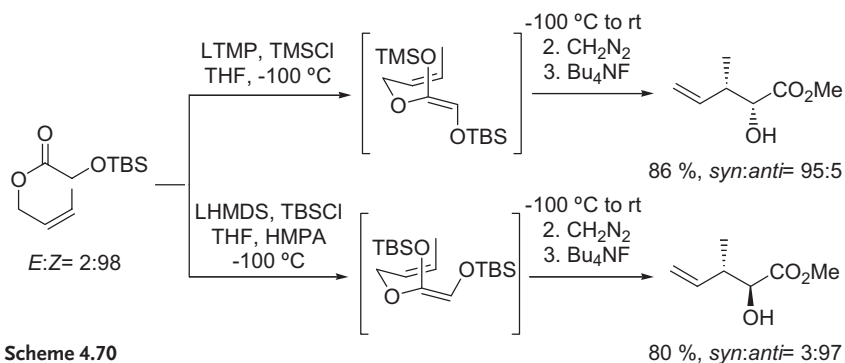 O
O
OTBS
E:Z= 2:98
LTMP, TMSCl
THF, -100 ºC
TMSO
O
OTBS
-100 ºC to rt
2. CH₂N₂
3. Bu₄NF
CO₂Me
OH
86 %, syn:anti= 95:5
LHMDS, TBSCl
THF, HMPA
-100 ºC
TBSO
OTBS
O
-100 ºC to rt
2. CH₂N₂
3. Bu₄NF
CO₂Me
OH
80 %, syn:anti= 3:97
Scheme 4.70